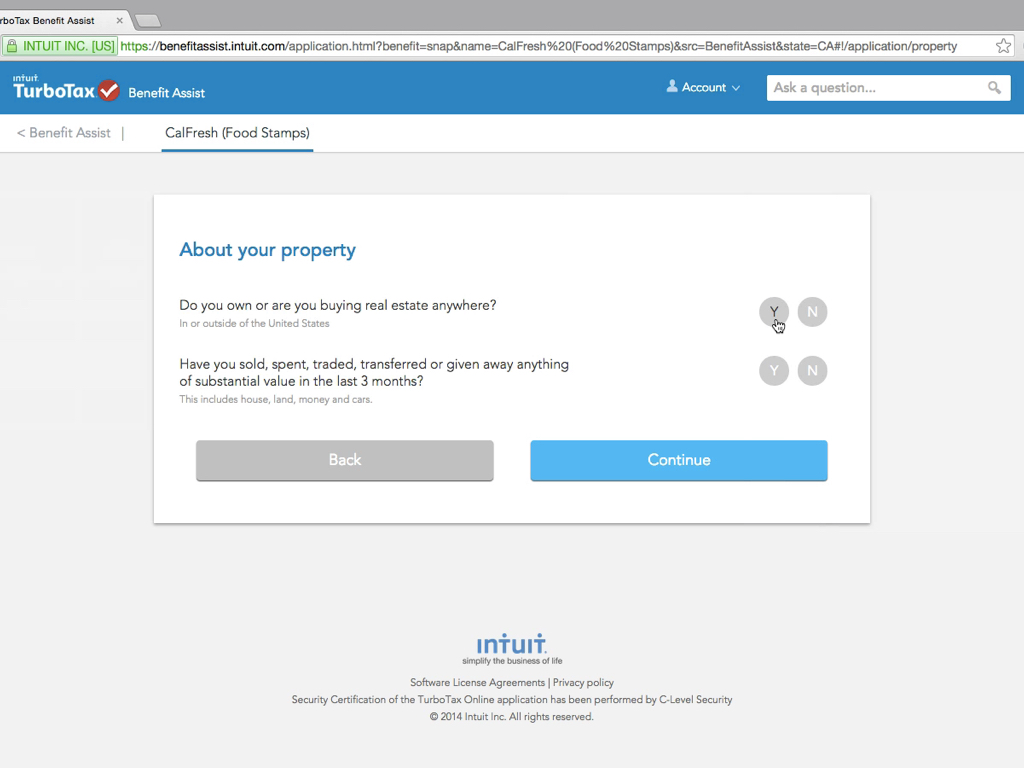 rboTax Benefit Assist ×
INTUIT INC. [US] https://benefitassist.intuit.com/application.html?benefit=snap&name=CalFresh%20(Food%20Stamps)&src=BenefitAssist&state=CA#!/application/property
intuit.
TurboTax Benefit Assist
Account
Ask a question...
< Benefit Assist |
CalFresh (Food Stamps)
About your property
Do you own or are you buying real estate anywhere?
Y N
In or outside of the United States
Have you sold, spent, traded, transferred or given away anything
of substantial value in the last 3 months?
Y N
This includes house, land, money and cars.
Back
Continue
intuit.
simplify the business of life
Software License Agreements | Privacy policy
Security Certification of the TurboTax Online application has been performed by C-Level Security
© 2014 Intuit Inc. All rights reserved.